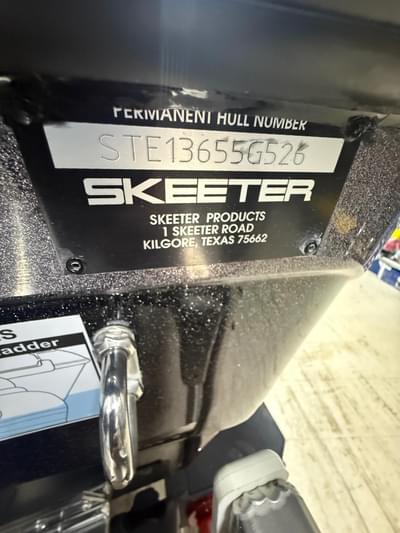 PERMANENT HULL NUMBER
STE13655G526
SKEETER
SKEETER PRODUCTS
1 SKEETER ROAD
KILGORE, TEXAS 75662